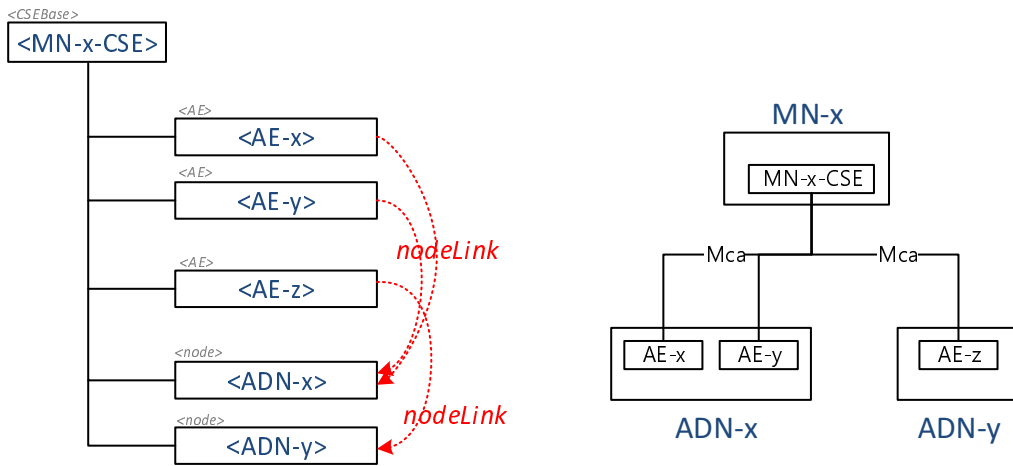 <CSEBase>
<MN-x-CSE>
<AE>
<AE-x>
<AE>
<AE-y>
nodeLink
<AE>
<AE-z>
<node>
<ADN-x>
nodeLink
<node>
<ADN-y>
MN-x
MN-x-CSE
Mca Mca
AE-x AE-y AE-z
ADN-x ADN-y